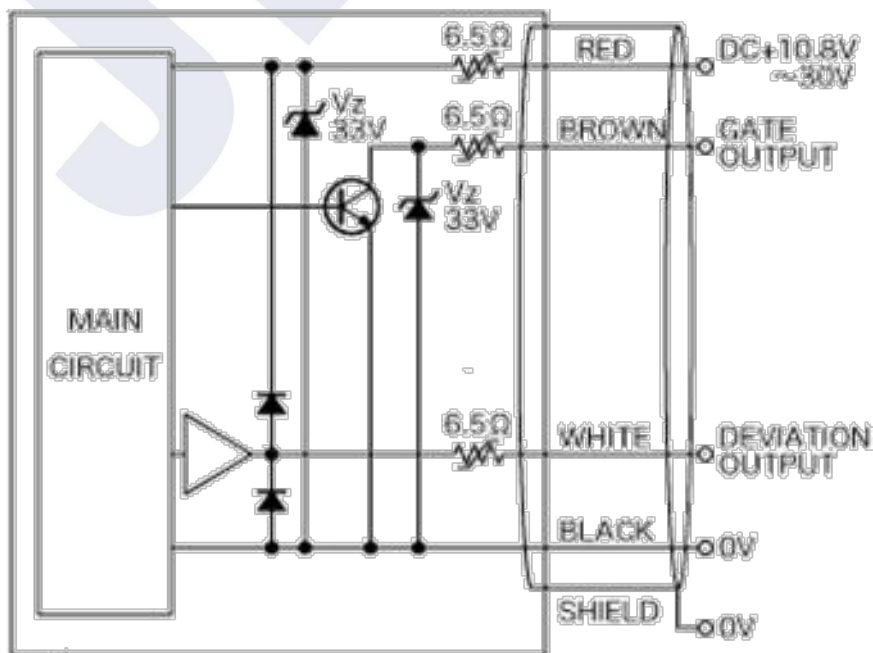 6.5Ω
RED
DC+10.8V
~30V
Vz
33V
6.5Ω
BROWN
GATE
OUTPUT
Vz
33V
MAIN
CIRCUIT
6.5Ω
WHITE
DEVIATION
OUTPUT
BLACK
0V
SHIELD
0V